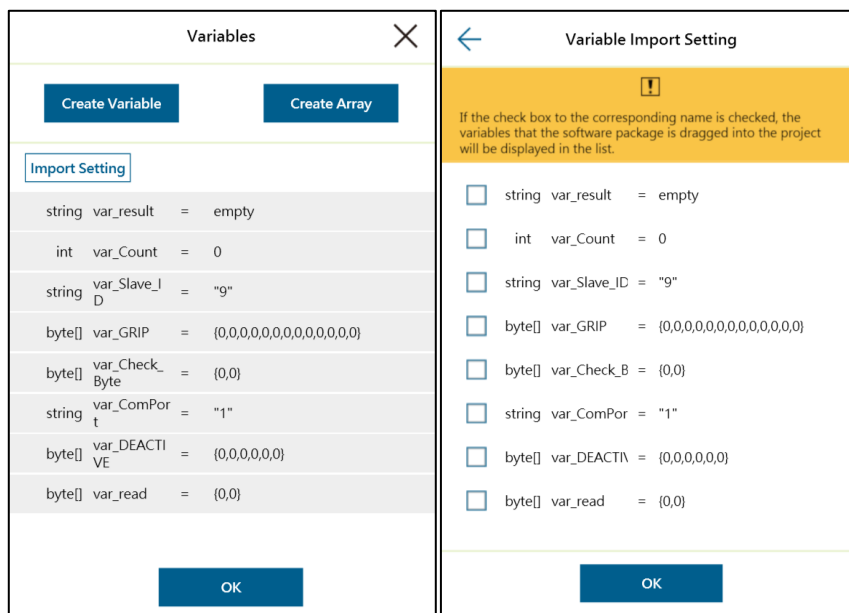 Variables
Create Variable
Create Array
Import Setting
string var_result = empty
int var_Count = 0
string var_Slave_I
D = "9"
byte[] var_GRIP = {0,0,0,0,0,0,0,0,0,0,0,0,0}
byte[] var_Check_
Byte = {0,0}
string var_ComPor
t = "1"
byte[] var_DEACTI
VE = {0,0,0,0,0,0}
byte[] var_read = {0,0}
OK
Variable Import Setting
If the check box to the corresponding name is checked, the
variables that the software package is dragged into the project
will be displayed in the list.
string var_result = empty
int var_Count = 0
string var_Slave_ID = "9"
byte[] var_GRIP = {0,0,0,0,0,0,0,0,0,0,0,0,0}
byte[] var_Check_B = {0,0}
string var_ComPor = "1"
byte[] var_DEACTI\ = {0,0,0,0,0,0}
byte[] var_read = {0,0}
OK